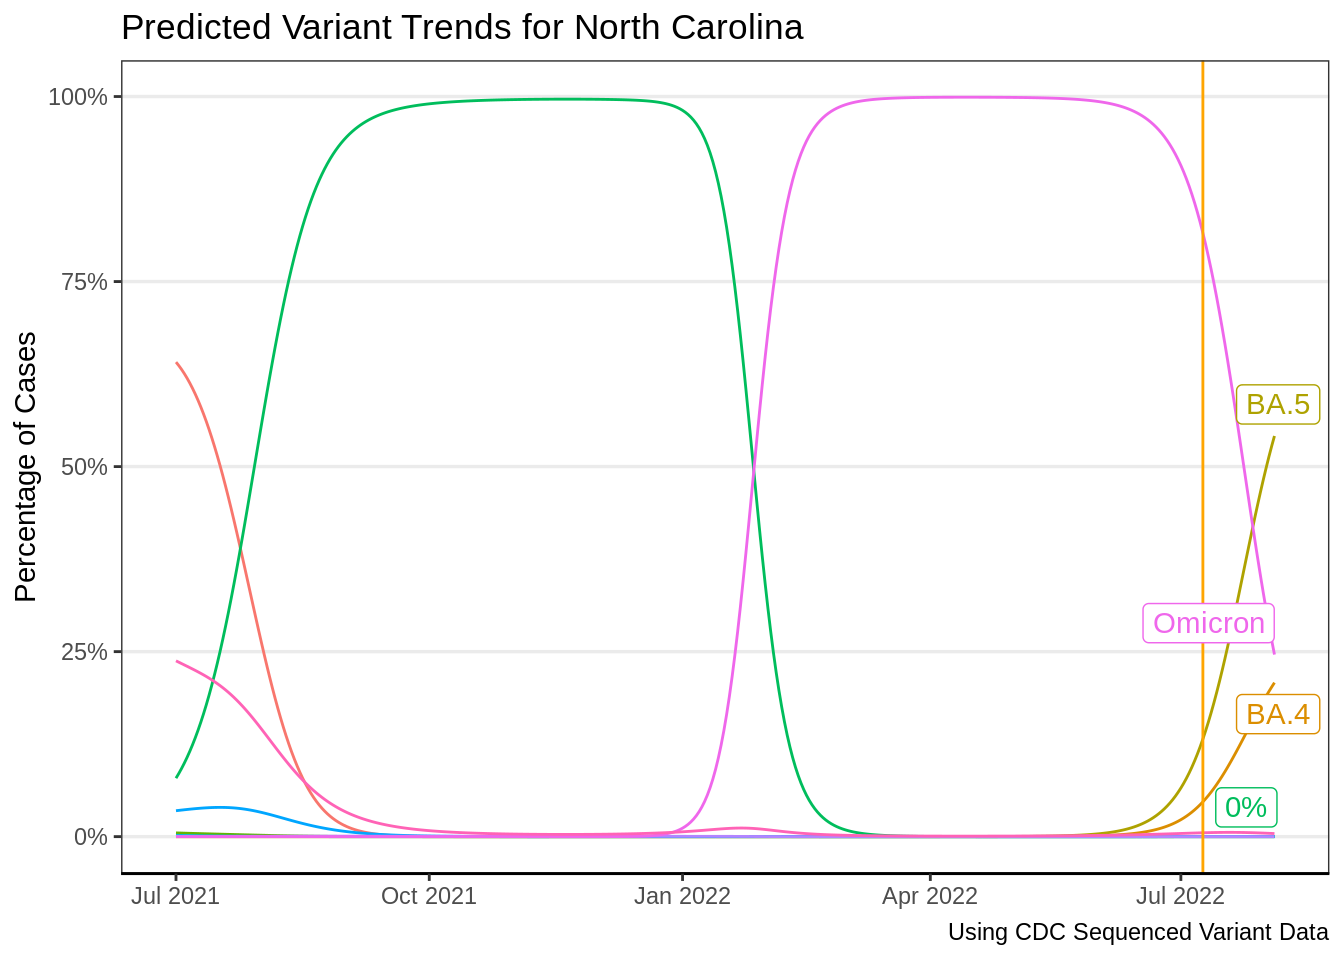 Predicted Variant Trends for North Carolina
Percentage of Cases
100%
75%
50%
25%
0%
BA.5
Omicron
BA.4
0%
Jul 2021
Oct 2021
Jan 2022
Apr 2022
Jul 2022
Using CDC Sequenced Variant Data